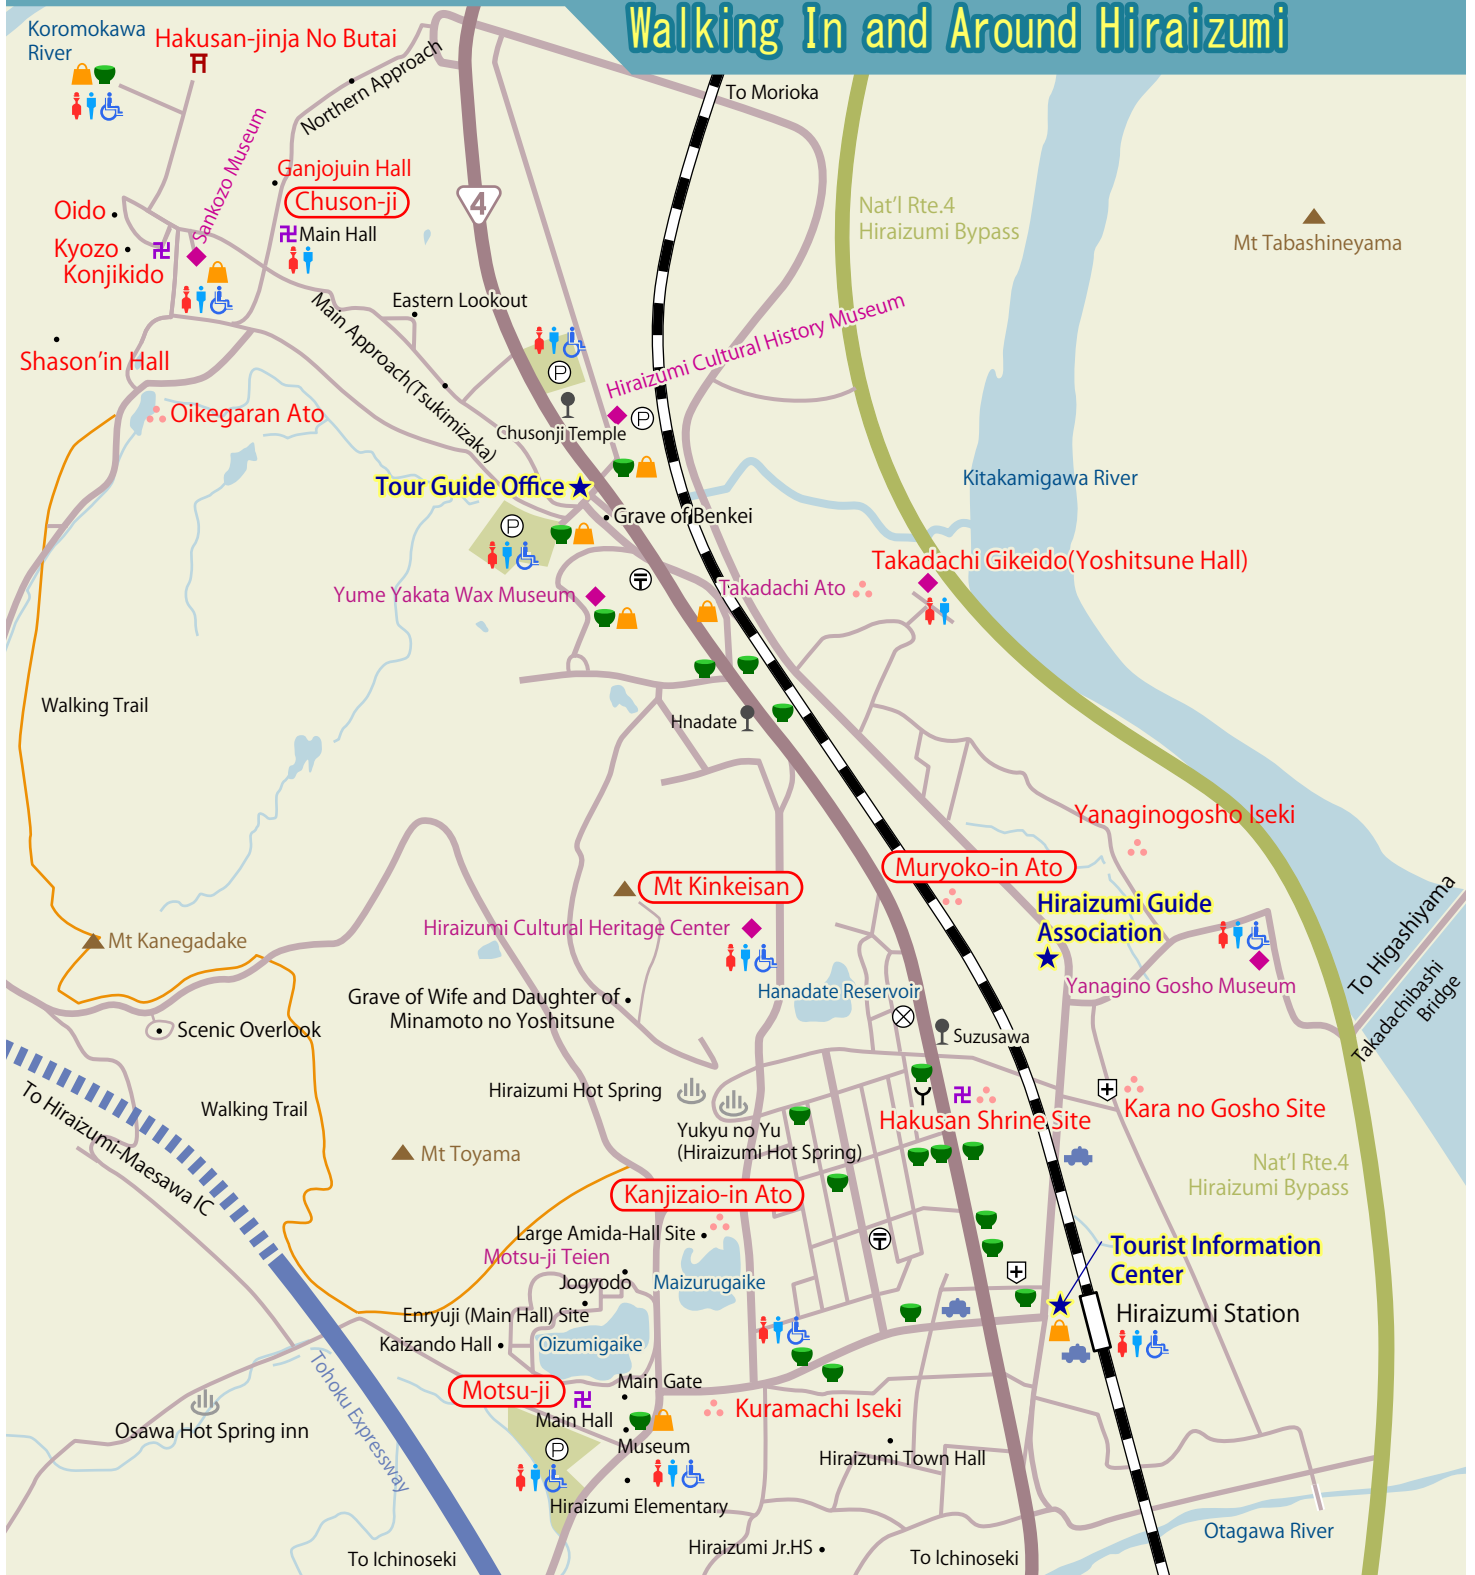 Walking In and Around Hiraizumi
Koromokawa
River
Hakusan-jinja No Butai
Northern Approach
To Morioka
Sankozo Museum
Ganjojuin Hall
Chuson-ji
4
Oido
Main Hall
Kyozo
Konjikido
Nat'l Rte.4
Hiraizumi Bypass
Mt Tabashineyama
Eastern Lookout
Main Approach(Tsukimizaka)
Shason'in Hall
Hiraizumi Cultural History Museum
P
Oikegaran Ato
P
Chusonji Temple
Tour Guide Office
Kitakamigawa River
P
Grave of Benkei
Takadachi Gikeido(Yoshitsune Hall)
〒
Yume Yakata Wax Museum
Takadachi Ato
Walking Trail
Hnadate
Yanaginogosho Iseki
Muryoko-in Ato
Mt Kinkeisan
Hiraizumi Guide
Association
Hiraizumi Cultural Heritage Center
Mt Kanegadake
To Higashiyama
Takadachibashi
Bridge
Yanagino Gosho Museum
Hanadate Reservoir
Grave of Wife and Daughter of
Minamoto no Yoshitsune
Scenic Overlook
Suzusawa
Hiraizumi Hot Spring
To Hiraizumi-Maesawa IC
Walking Trail
Kara no Gosho Site
Hakusan Shrine Site
Yukyu no Yu
(Hiraizumi Hot Spring)
Mt Toyama
Nat'l Rte.4
Hiraizumi Bypass
Kanjizaio-in Ato
Large Amida-Hall Site
〒
Tourist Information
Center
Motsu-ji Teien
Jogyodo
Maizurugaike
Enryuji (Main Hall) Site
Hiraizumi Station
Kaizando Hall
Oizumigaike
Tohoku Expressway
Main Gate
Motsu-ji
Kuramachi Iseki
Main Hall
Osawa Hot Spring inn
P
Museum
Hiraizumi Town Hall
Hiraizumi Elementary
Otagawa River
Hiraizumi Jr.HS
To Ichinoseki
To Ichinoseki